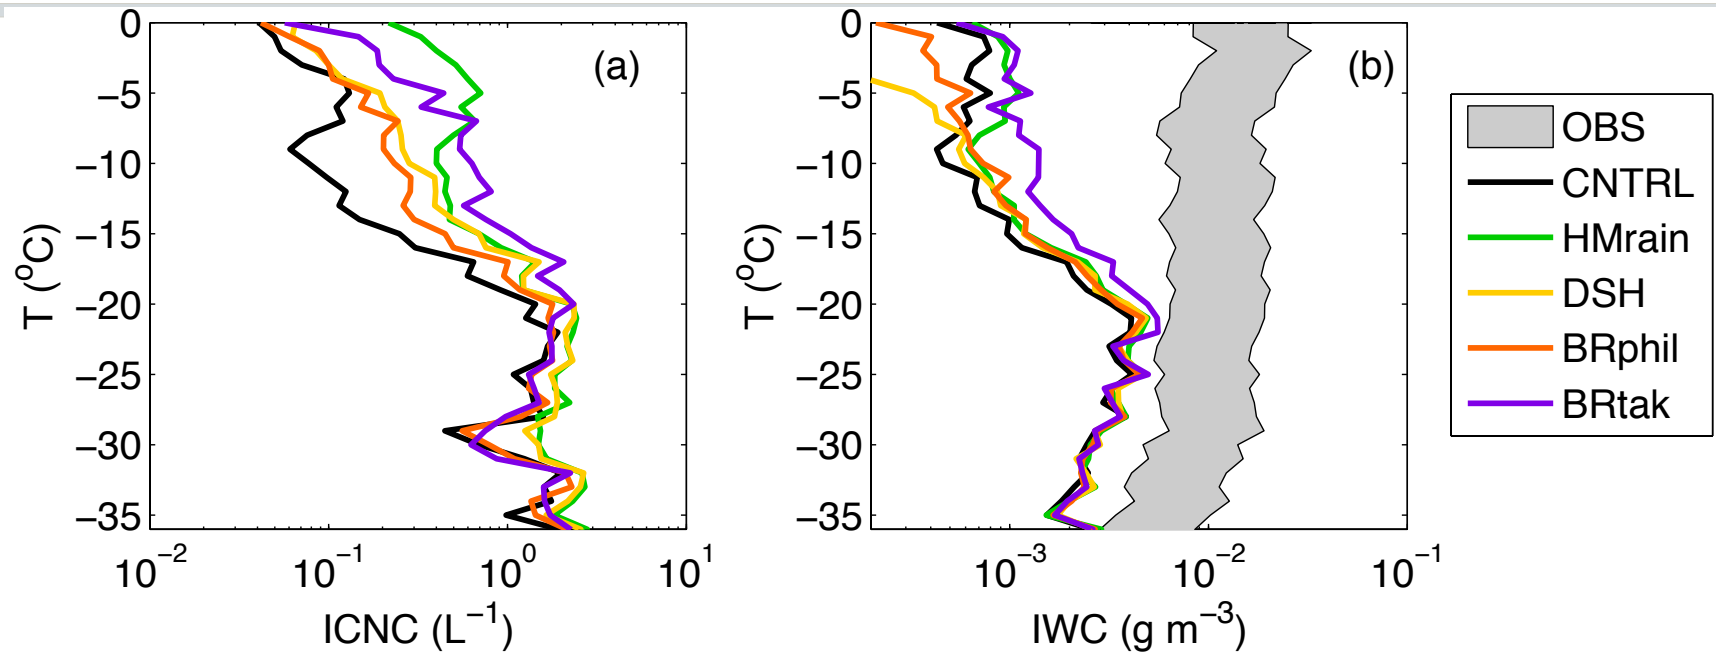 (a)
0
−5
−10
−15
−20
−25
−30
−35
T (°C)
10⁻² 10⁻¹ 10⁰ 10¹
ICNC (L⁻¹)
(b)
0
−5
−10
−15
−20
−25
−30
−35
T (°C)
10⁻³ 10⁻² 10⁻¹
IWC (g m⁻³)
OBS
CNTRL
HMrain
DSH
BRphil
BRtak